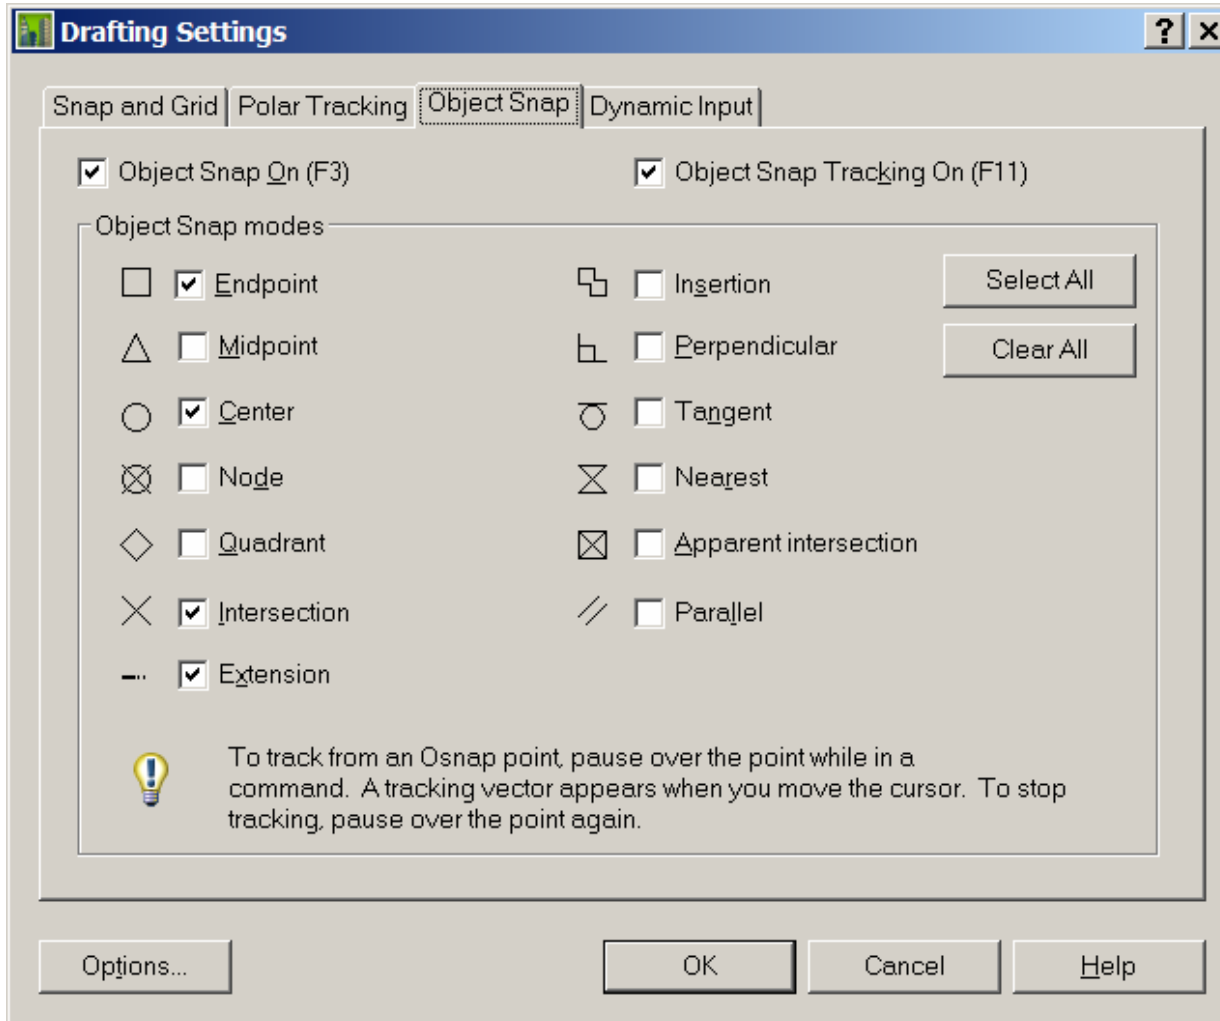 Drafting Settings
Snap and Grid Polar Tracking Object Snap Dynamic Input
Object Snap On (F3) Object Snap Tracking On (F11)
Object Snap modes
Endpoint Insertion Select All
Midpoint Perpendicular Clear All
Center Tangent
Node Nearest
Quadrant Apparent intersection
Intersection Parallel
Extension
To track from an Osnap point, pause over the point while in a
command. A tracking vector appears when you move the cursor. To stop
tracking, pause over the point again.
Options... OK Cancel Help